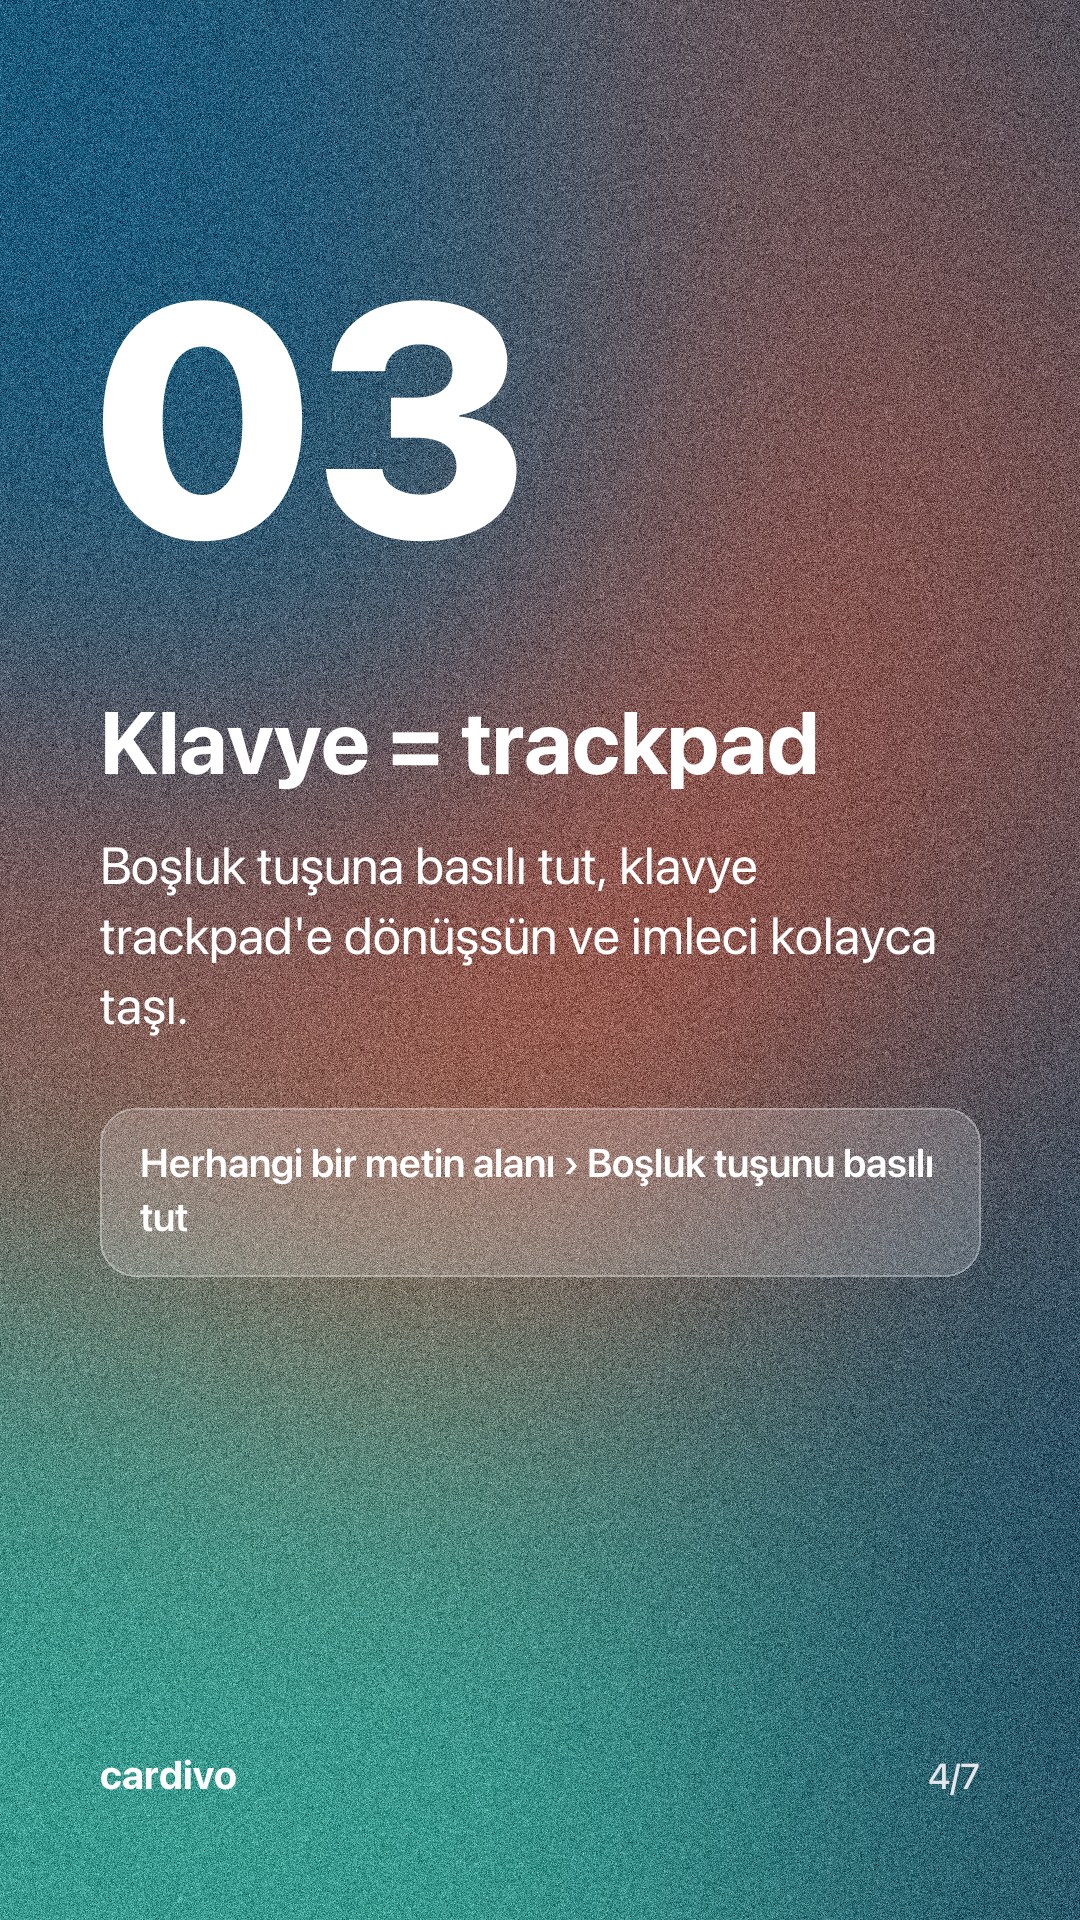 03
Klavye = trackpad
Boşluk tuşuna basılı tut, klavye
trackpad'e dönüşsün ve imleci kolayca
taşı.
Herhangi bir metin alanı › Boşluk tuşunu basılı
tut
cardivo
4/7